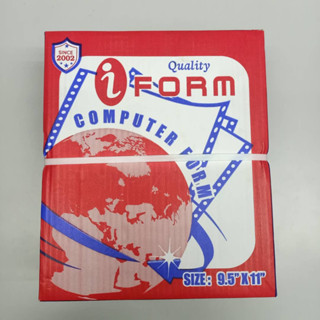 SINCE
2002
Quality
i FORM
COMPUTER FORM
SIZE: 9.5" X 11"